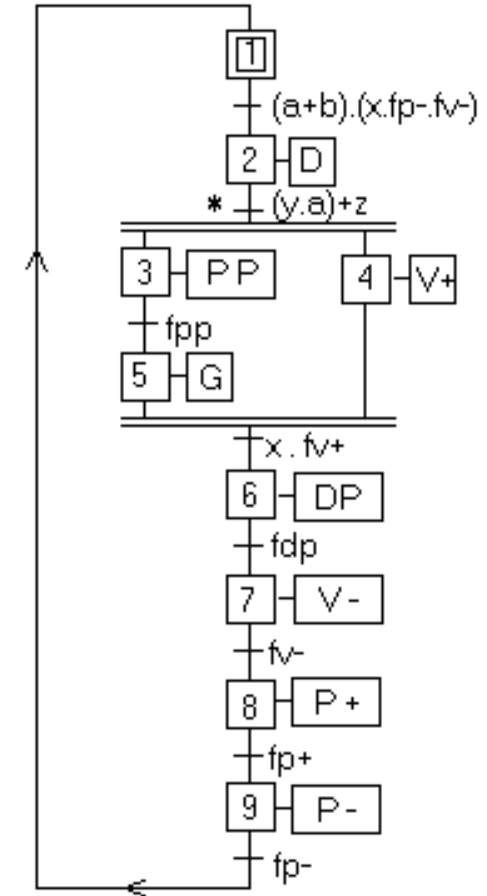 1
(a+b).(x.fp-.fv-)
2 D
* (y.a)+z
3 PP 4 V+
fpp
5 G
x.fv+
6 DP
fdp
7 V-
fv-
8 P+
fp+
9 P-
fp-